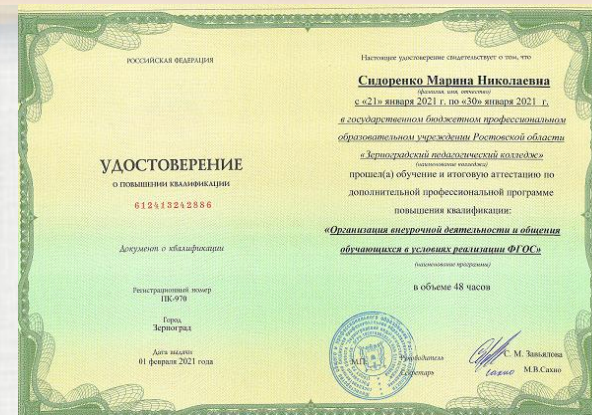 РОССИЙСКАЯ ФЕДЕРАЦИЯ
УДОСТОВЕРЕНИЕ
О ПОВЫШЕНИИ КВАЛИФИКАЦИИ
612413242886
Документ о квалификации
Регистрационный номер
ПК-970
Город
Зерноград
Дата выдачи
01 февраля 2021 года
Настоящее удостоверение свидетельствует о том, что
Сидоренко Марина Николаевна
(фамилия, имя, отчество)
с «21» января 2021 г. по «30» января 2021 г.
в государственном бюджетном профессиональном
образовательном учреждении Ростовской области
«Зерноградский педагогический колледж»
(наименование колледжа)
прошел(а) обучение и итоговую аттестацию по
дополнительной профессиональной программе
повышения квалификации:
«Организация внеурочной деятельности и общения
обучающихся в условиях реализации ФГОС»
(наименование программы)
в объеме 48 часов
М.П.
Руководитель
С. М. Завьялова
Секретарь
М.В.Сахно